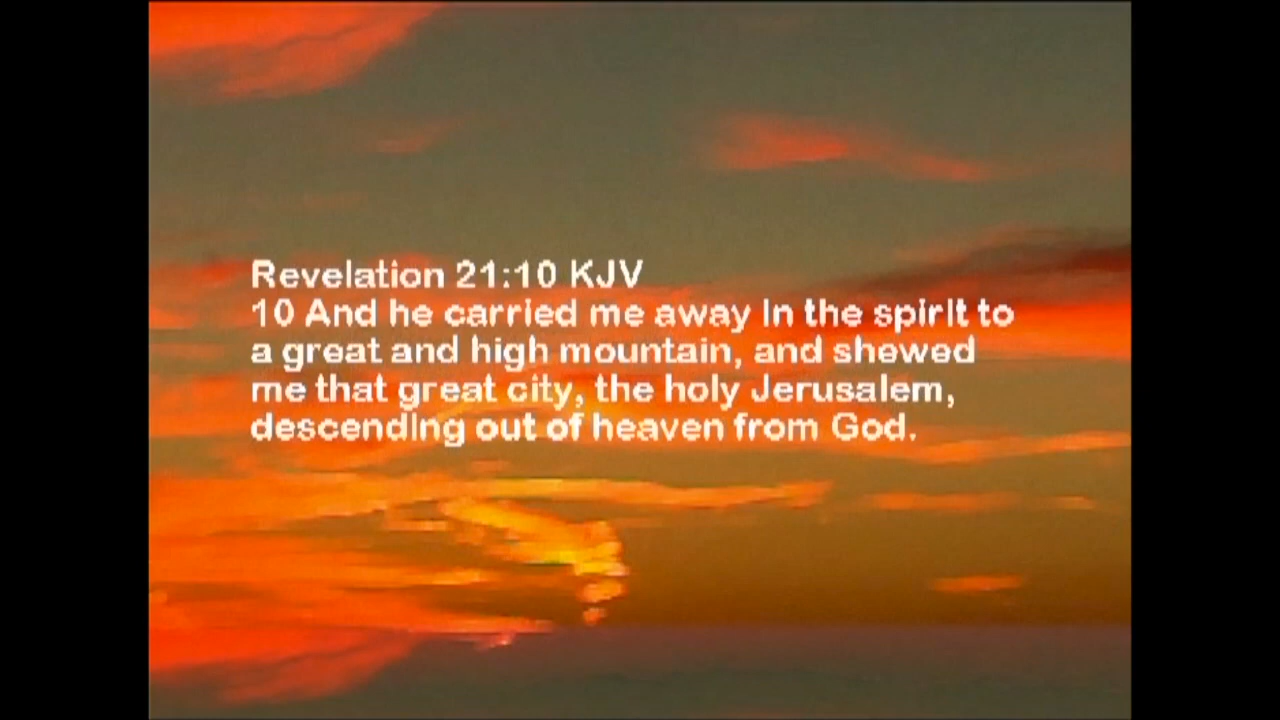 Revelation 21:10 KJV
10 And he carried me away in the spirit to
a great and high mountain, and shewed
me that great city, the holy Jerusalem,
descending out of heaven from God.